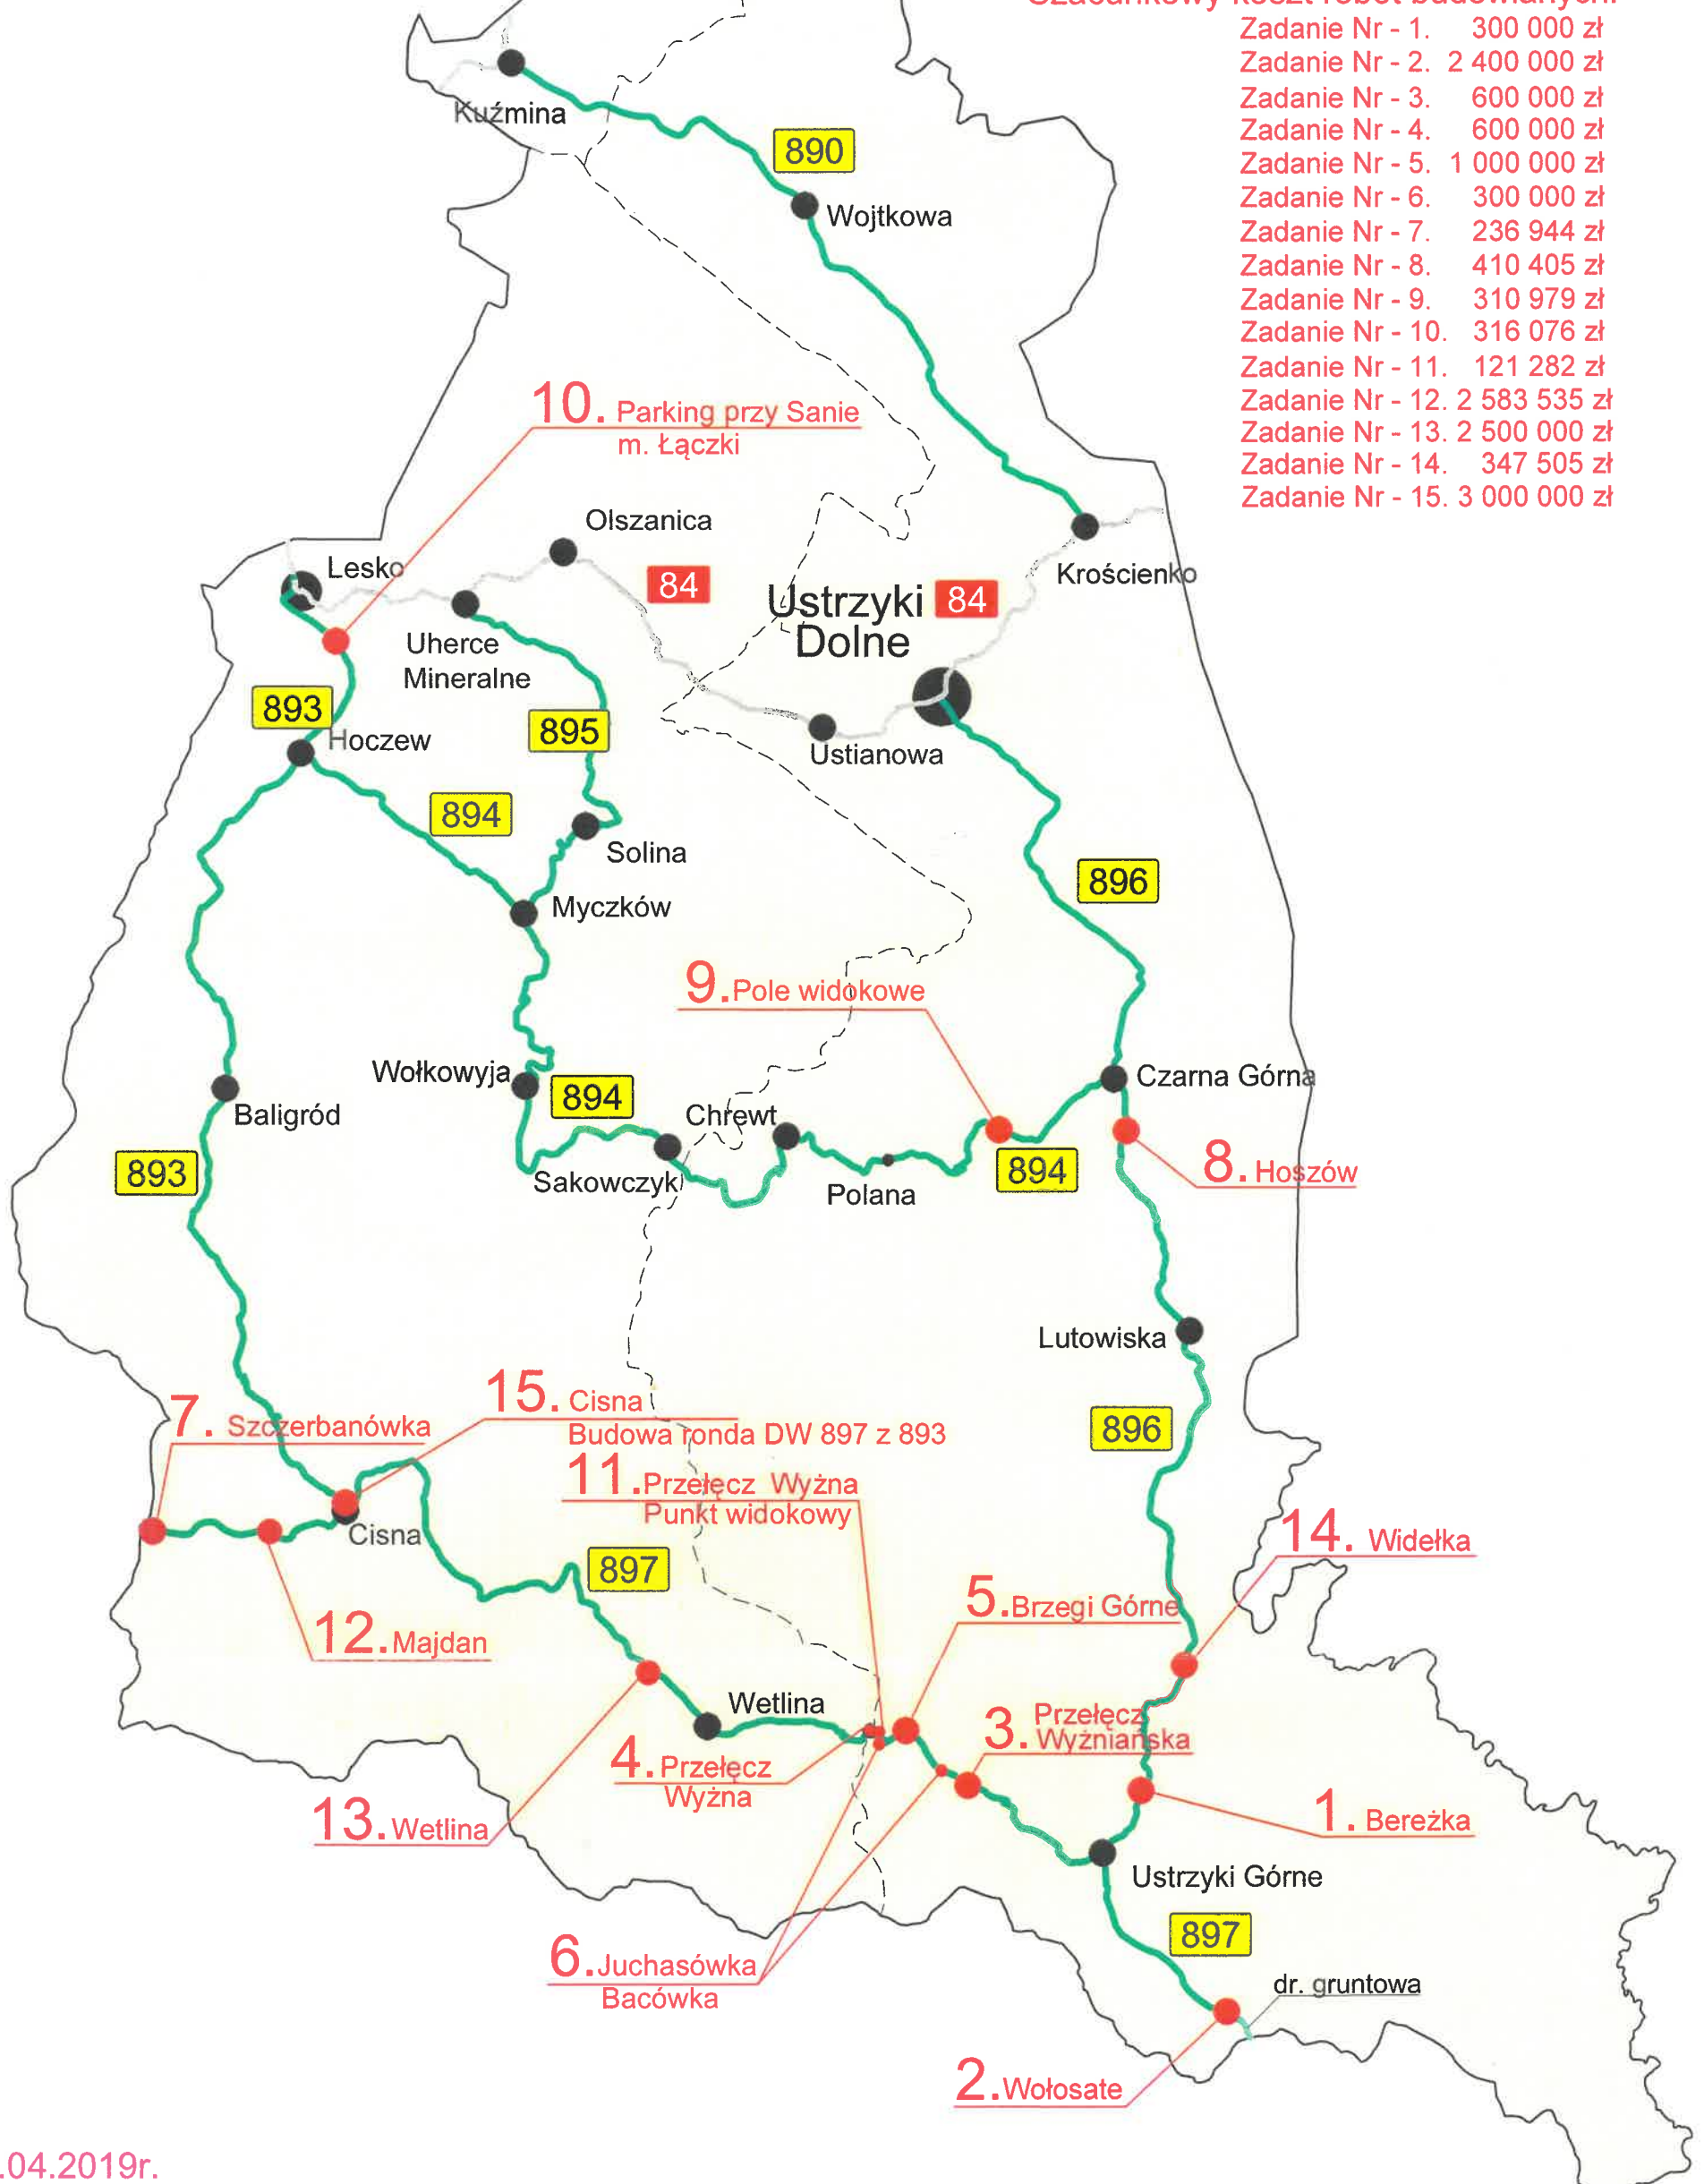 Szacunkowy koszt robót budowlanych:
Zadanie Nr - 1. 300 000 zł
Zadanie Nr - 2. 2 400 000 zł
Zadanie Nr - 3. 600 000 zł
Zadanie Nr - 4. 600 000 zł
Zadanie Nr - 5. 1 000 000 zł
Zadanie Nr - 6. 300 000 zł
Zadanie Nr - 7. 236 944 zł
Zadanie Nr - 8. 410 405 zł
Zadanie Nr - 9. 310 979 zł
Zadanie Nr - 10. 316 076 zł
Zadanie Nr - 11. 121 282 zł
Zadanie Nr - 12. 2 583 535 zł
Zadanie Nr - 13. 2 500 000 zł
Zadanie Nr - 14. 347 505 zł
Zadanie Nr - 15. 3 000 000 zł
Kuźmina
890
Wojtkowa
10. Parking przy Sanie
m. Łączki
Olszanica
Lesko
84
Ustrzyki
Dolne
84
Krościenko
Uherce
Mineralne
893
Hoczew
895
Ustianowa
894
Solina
896
Myczków
9. Pole widokowe
Wołkowyja
894
Chrewt
Czarna Górna
Baligród
893
Sakowczyk
Polana
894
8. Hoszów
Lutowiska
896
7. Szczerbanówka
15. Cisna
Budowa ronda DW 897 z 893
11. Przełęcz Wyżna
Punkt widokowy
Cisna
14. Widełka
897
5. Brzegi Górne
12. Majdan
Wetlina
3. Przełęcz
Wyżniańska
4. Przełęcz
Wyżna
13. Wetlina
1. Bereżka
Ustrzyki Górne
897
6. Juchasówka
Bacówka
dr. gruntowa
2. Wołosate
.04.2019r.